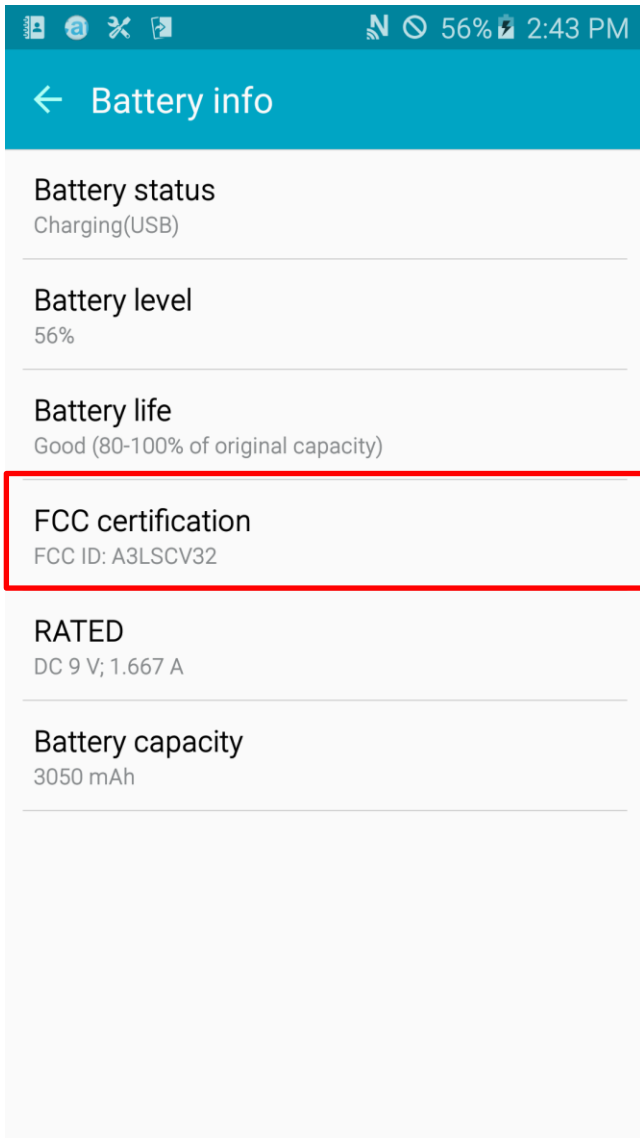 56% 2:43 PM
Battery info
Battery status
Charging(USB)
Battery level
56%
Battery life
Good (80-100% of original capacity)
FCC certification
FCC ID: A3LSCV32
RATED
DC 9 V; 1.667 A
Battery capacity
3050 mAh